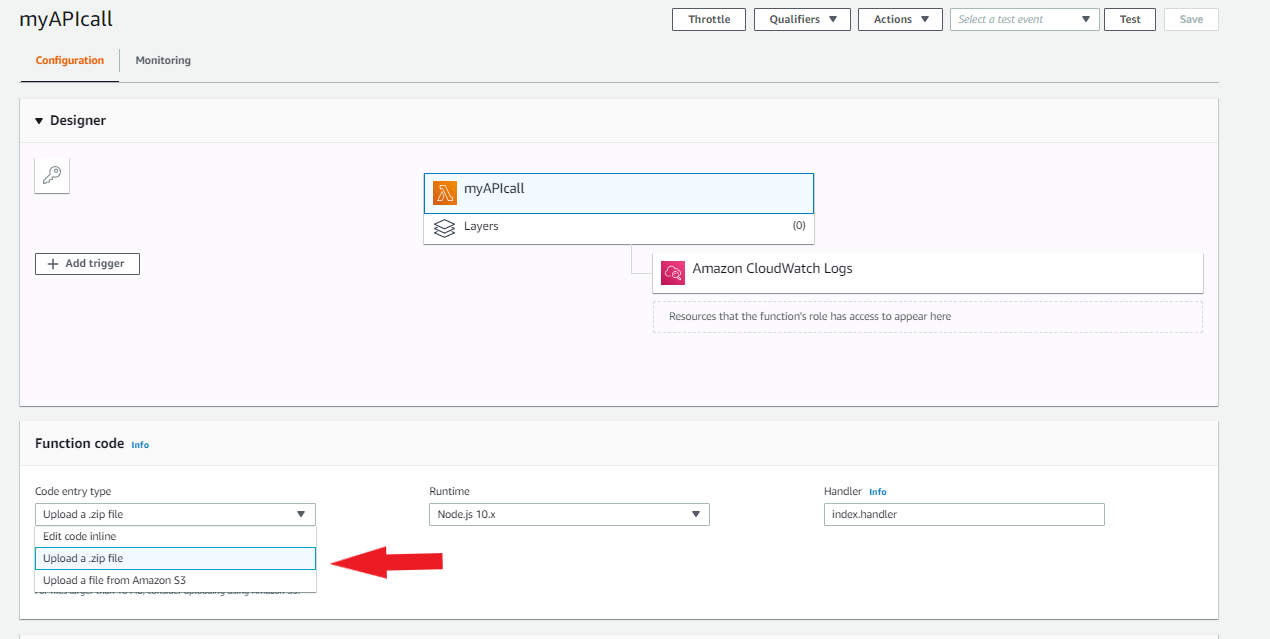 myAPIcall
Throttle Qualifiers Actions Select a test event Test Save
Configuration Monitoring
Designer
myAPIcall
Layers (0)
Add trigger
Amazon CloudWatch Logs
Resources that the function's role has access to appear here
Function code Info
Code entry type Runtime Handler Info
Upload a .zip file Node.js 10.x index.handler
Edit code inline
Upload a .zip file
Upload a file from Amazon S3